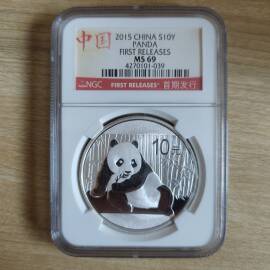 中国
2015 CHINA S10Y
PANDA
FIRST RELEASES
MS 69
4270101-039
NGC FIRST RELEASES 首期发行
10元